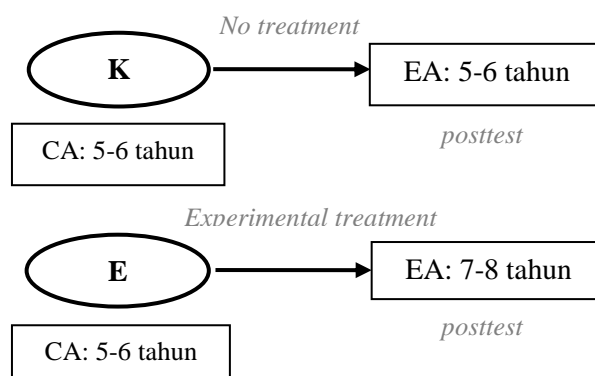 No treatment
K
EA: 5-6 tahun
CA: 5-6 tahun
posttest
Experimental treatment
E
EA: 7-8 tahun
posttest
CA: 5-6 tahun